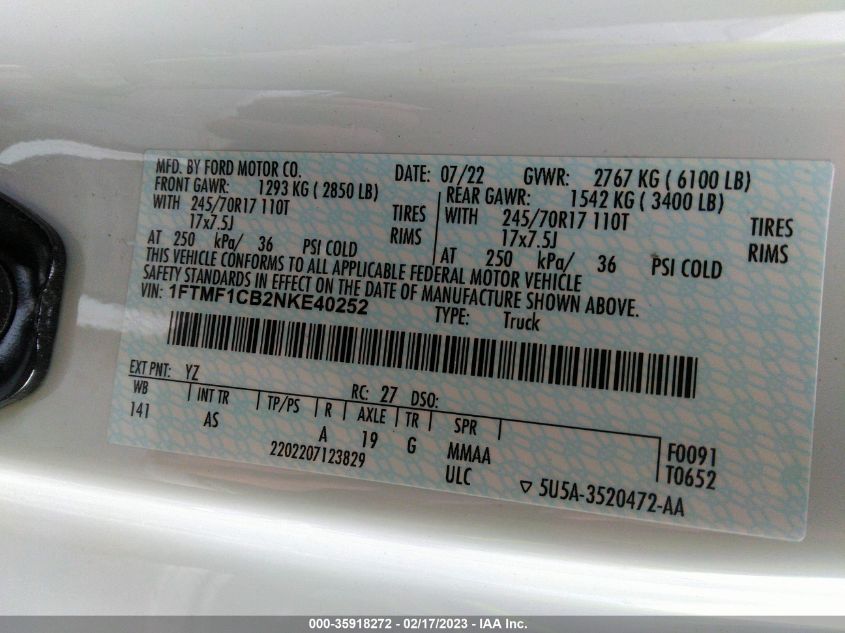 MFD. BY FORD MOTOR CO. DATE: 07/22 GVWR: 2767 KG ( 6100 LB)
FRONT GAWR: 1293 KG ( 2850 LB) REAR GAWR: 1542 KG ( 3400 LB)
WITH 245/70R17 110T TIRES WITH 245/70R17 110T TIRES
17x7.5J RIMS 17x7.5J RIMS
AT 250 kPa/ 36 PSI COLD AT 250 kPa/ 36 PSI COLD
THIS VEHICLE CONFORMS TO ALL APPLICABLE FEDERAL MOTOR VEHICLE
SAFETY STANDARDS IN EFFECT ON THE DATE OF MANUFACTURE SHOWN ABOVE.
VIN: 1FTMF1CB2NKE40252 TYPE: Truck
EXT PNT: YZ RC: 27 DSO:
WB INT TR TP/PS R AXLE TR SPR
141 AS A 19 G MMAA F0091
2202207123829 ULC T0652
▽ 5U5A-3520472-AA
000-35918272 - 02/17/2023 - IAA Inc.